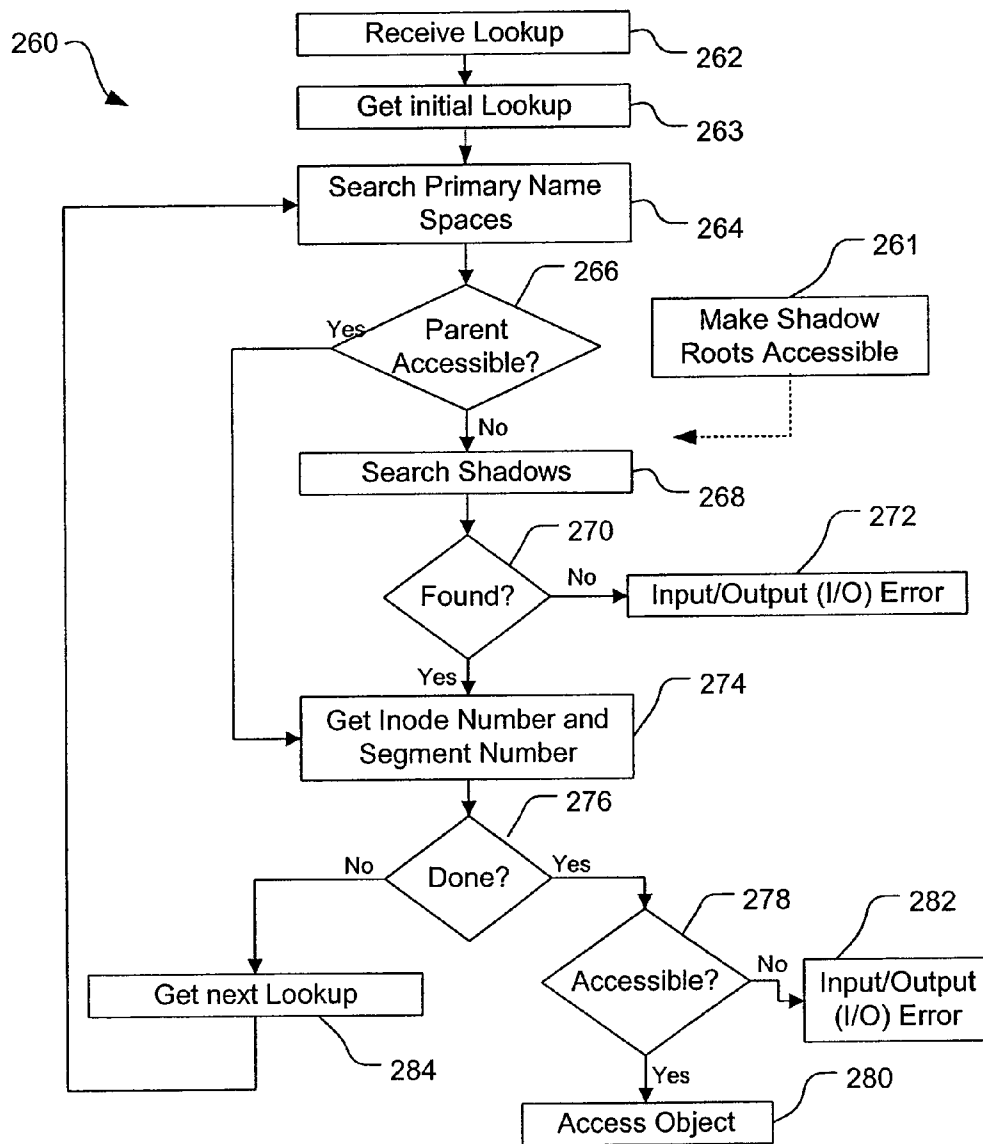 260
Receive Lookup
262
Get initial Lookup
263
Search Primary Name
Spaces
264
261
266
Make Shadow
Roots Accessible
Yes
Parent
Accessible?
No
Search Shadows
268
270
272
Found?
No
Input/Output (I/O) Error
Yes
274
Get Inode Number and
Segment Number
276
No
Done?
Yes
278
282
Accessible?
No
Input/Output
(I/O) Error
Get next Lookup
284
Yes
280
Access Object